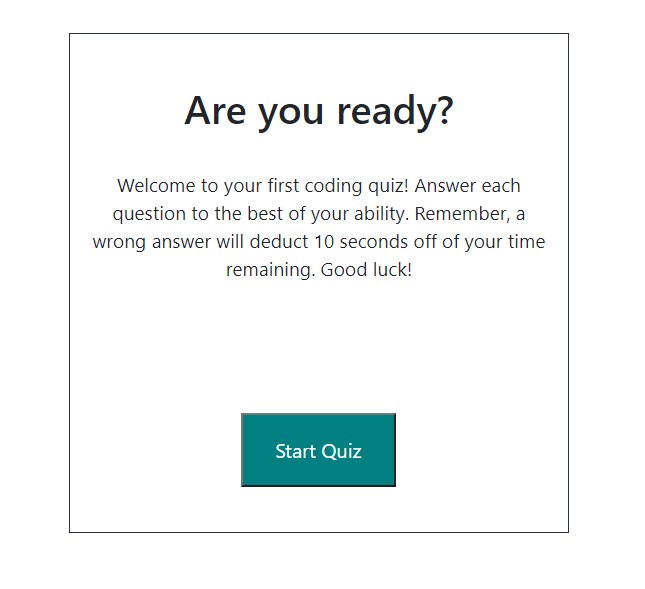 Are you ready?
Welcome to your first coding quiz! Answer each
question to the best of your ability. Remember, a
wrong answer will deduct 10 seconds off of your time
remaining. Good luck!
Start Quiz